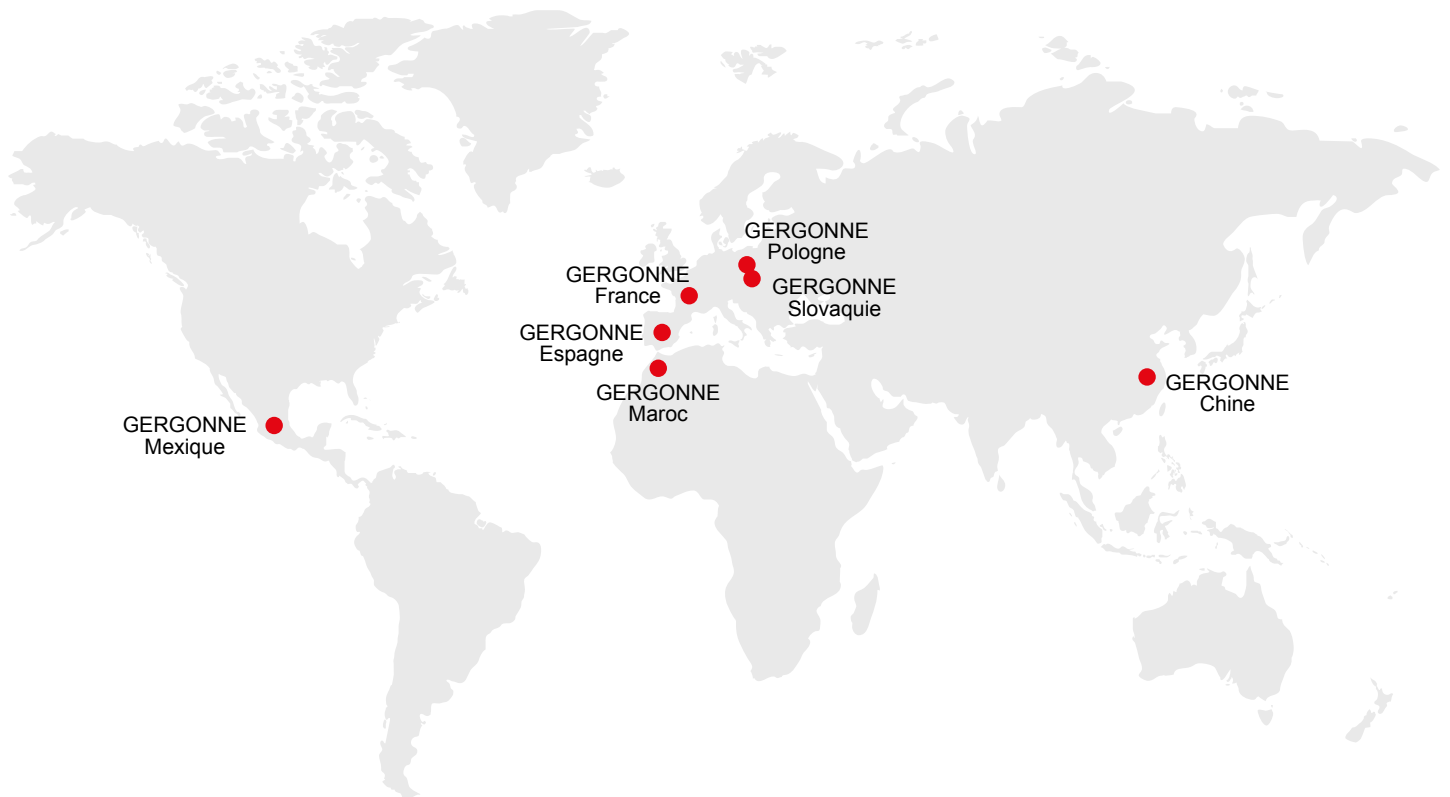 GERGONNE
Pologne
GERGONNE
France
GERGONNE
Slovaquie
GERGONNE
Espagne
GERGONNE
Maroc
GERGONNE
Chine
GERGONNE
Mexique